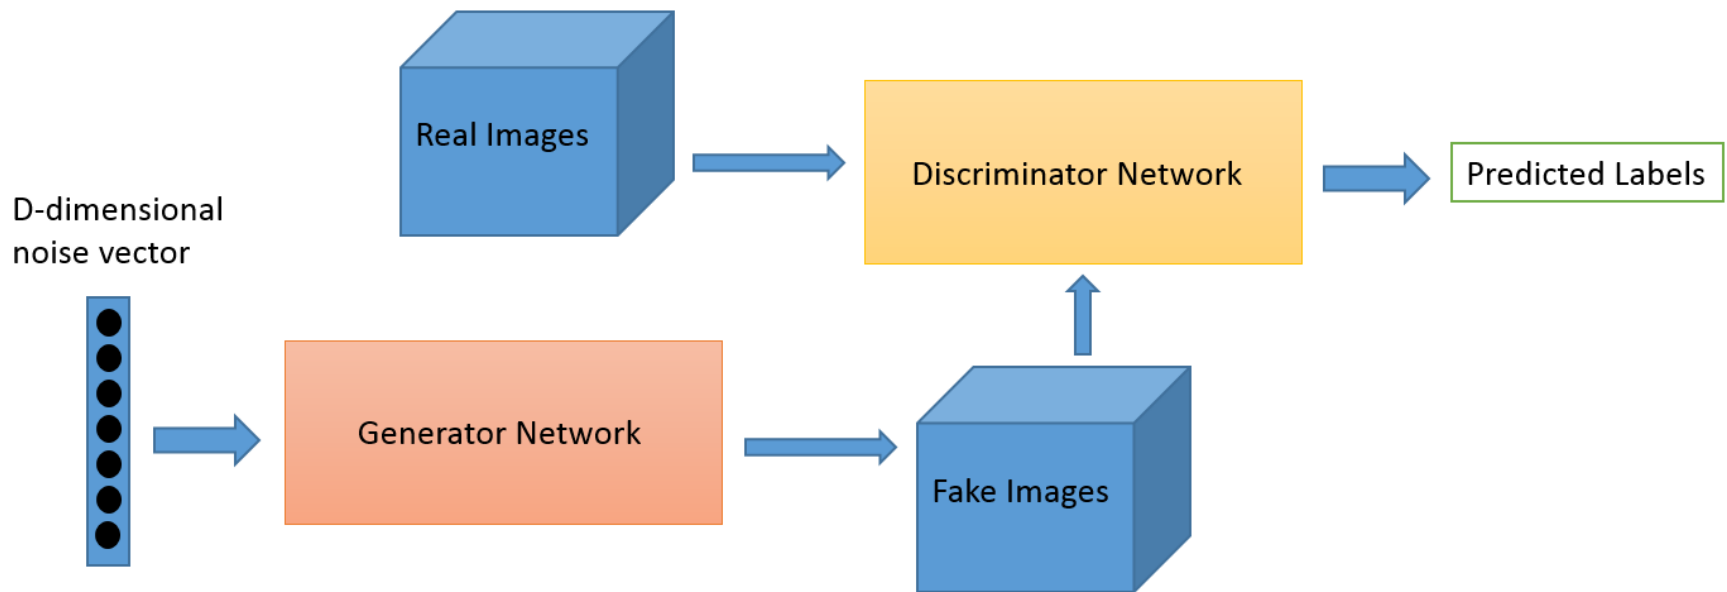 Real Images
Discriminator Network
Predicted Labels
D-dimensional
noise vector
Generator Network
Fake Images